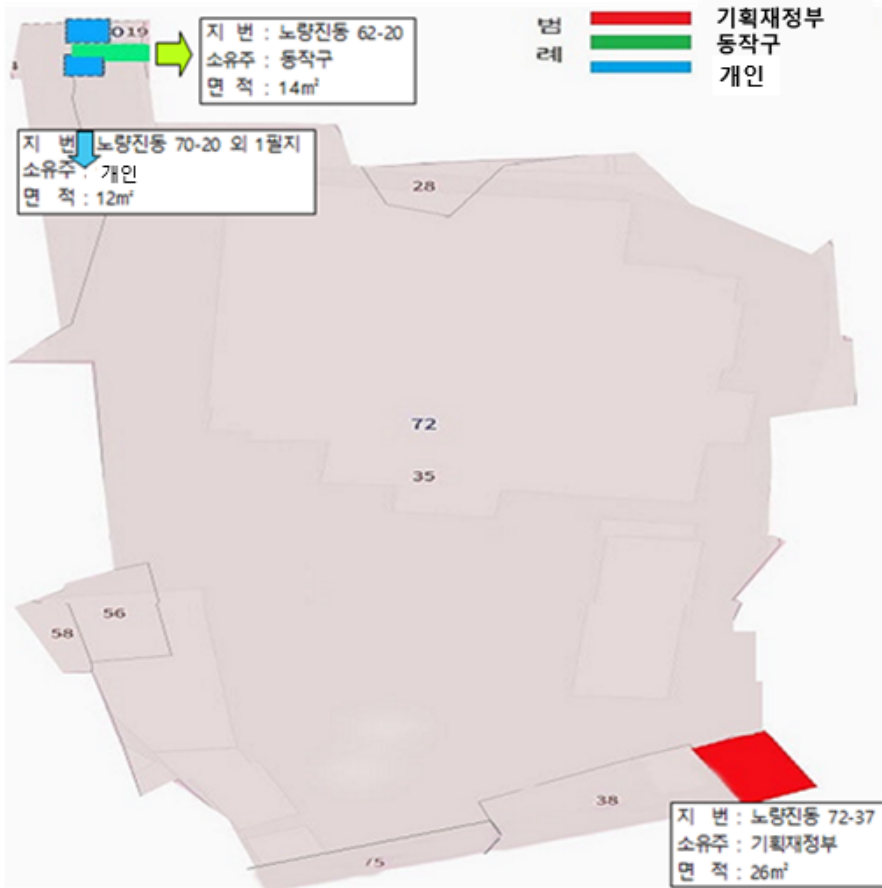 지 번 : 노량진동 62-20
소유주 : 동작구
면 적 : 14㎡
범
례
기획재정부
동작구
개인
019
지 번 노량진동 70-20 외 1필지
소유주 : 개인
면 적 : 12㎡
28
72
35
56
58
38
75
지 번 : 노량진동 72-37
소유주 : 기획재정부
면 적 : 26㎡